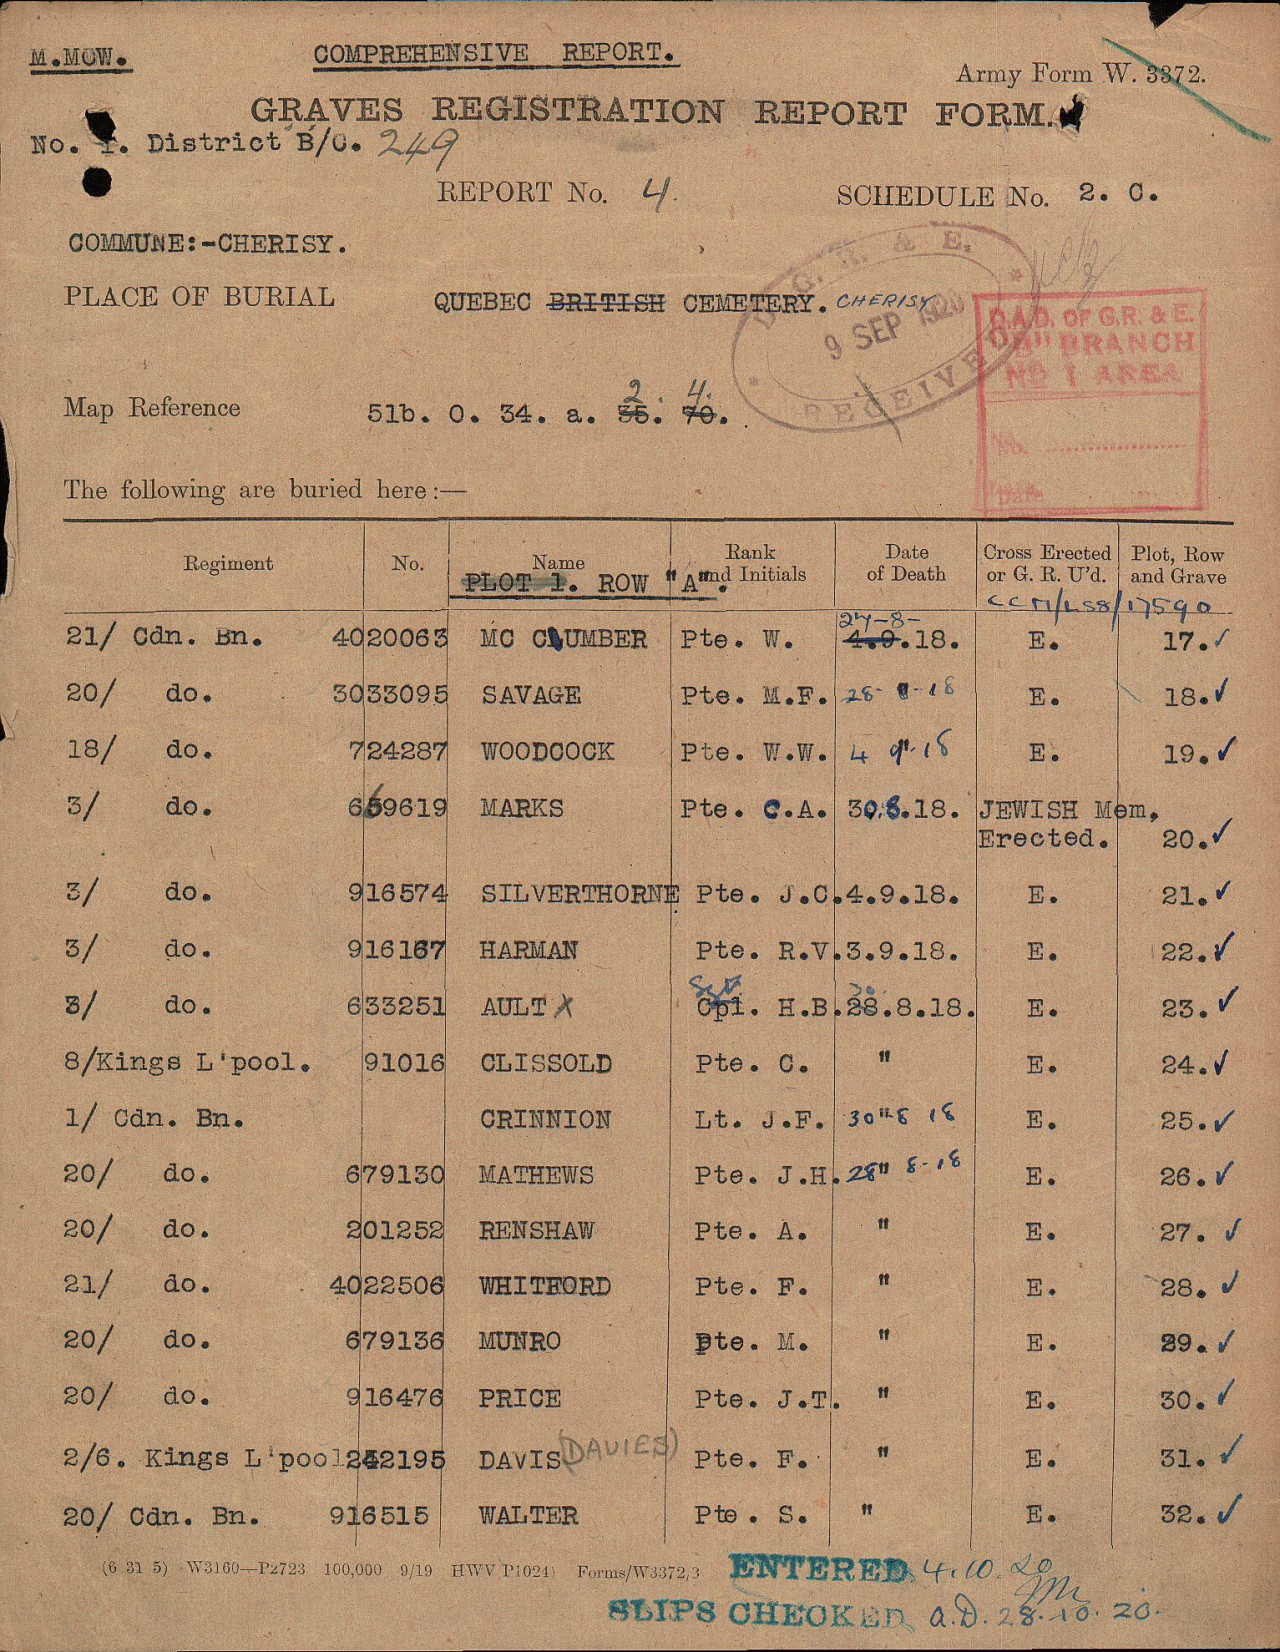 M.MOW.
COMPREHENSIVE REPORT.
Army Form W. 3372.
GRAVES REGISTRATION REPORT FORM.
No. 1. District B/C. 249
REPORT No. 4.
SCHEDULE No. 2. C.
COMMUNE:-CHERISY.
PLACE OF BURIAL QUEBEC BRITISH CEMETERY. CHERISY
D. G. R. & E.
9 SEP 1920
RECEIVED
D.A.D. OF G.R. & E.
"B" BRANCH
No 1 AREA
No.
Date
2. 4.
Map Reference 51b. O. 34. a. 35. 70.
The following are buried here:—
Regiment No. Name Rank and Initials Date of Death Cross Erected or G. R. U'd. Plot, Row and Grave
PLOT 1. ROW "A".
CCM/LSS/17590
27-8-
21/ Cdn. Bn. 4020063 MC CLUMBER Pte. W. 4.9.18. E. 17.
20/ do. 3033095 SAVAGE Pte. M.F. 28-8-18 E. 18.
18/ do. 724287 WOODCOCK Pte. W.W. 4 9-18 E. 19.
3/ do. 669619 MARKS Pte. C.A. 30.8.18. JEWISH Mem.
Erected. 20.
3/ do. 916574 SILVERTHORNE Pte. J.C. 4.9.18. E. 21.
3/ do. 916167 HARMAN Pte. R.V. 3.9.18. E. 22.
Sgt 30
3/ do. 633251 AULT X Cpl. H.B. 28.8.18. E. 23.
8/Kings L'pool. 91016 CLISSOLD Pte. C. " E. 24.
1/ Cdn. Bn. CRINNION Lt. J.F. 30"8 18 E. 25.
20/ do. 679130 MATHEWS Pte. J.H. 28" 8-18 E. 26.
20/ do. 201252 RENSHAW Pte. A. " E. 27.
21/ do. 4022506 WHITFORD Pte. F. " E. 28.
20/ do. 679136 MUNRO Pte. M. " E. 29.
20/ do. 916476 PRICE Pte. J.T. " E. 30.
2/6. Kings L'pool 242195 DAVIS (DAVIES) Pte. F. " E. 31.
20/ Cdn. Bn. 916515 WALTER Pte. S. " E. 32.
(6 31 5) W3160—P2723 100,000 9/19 HWV P1024) Forms/W3372/3
ENTERED 4.10.20
SLIPS CHECKED a.D. 28.10.20.